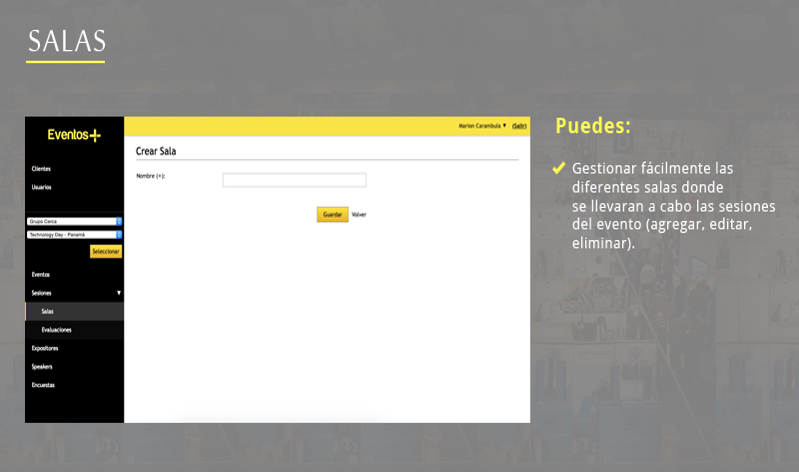 SALAS
Eventos+
Marion Carambula ▼ (Salir)
Clientes
Usuarios
Grupo Cerca
Technology Day - Panamá
Seleccionar
Eventos
Sesiones ▼
Salas
Evaluaciones
Expositores
Speakers
Encuestas
Crear Sala
Nombre (*):
Guardar Volver
Puedes:
Gestionar fácilmente las
diferentes salas donde
se llevaran a cabo las sesiones
del evento (agregar, editar,
eliminar).